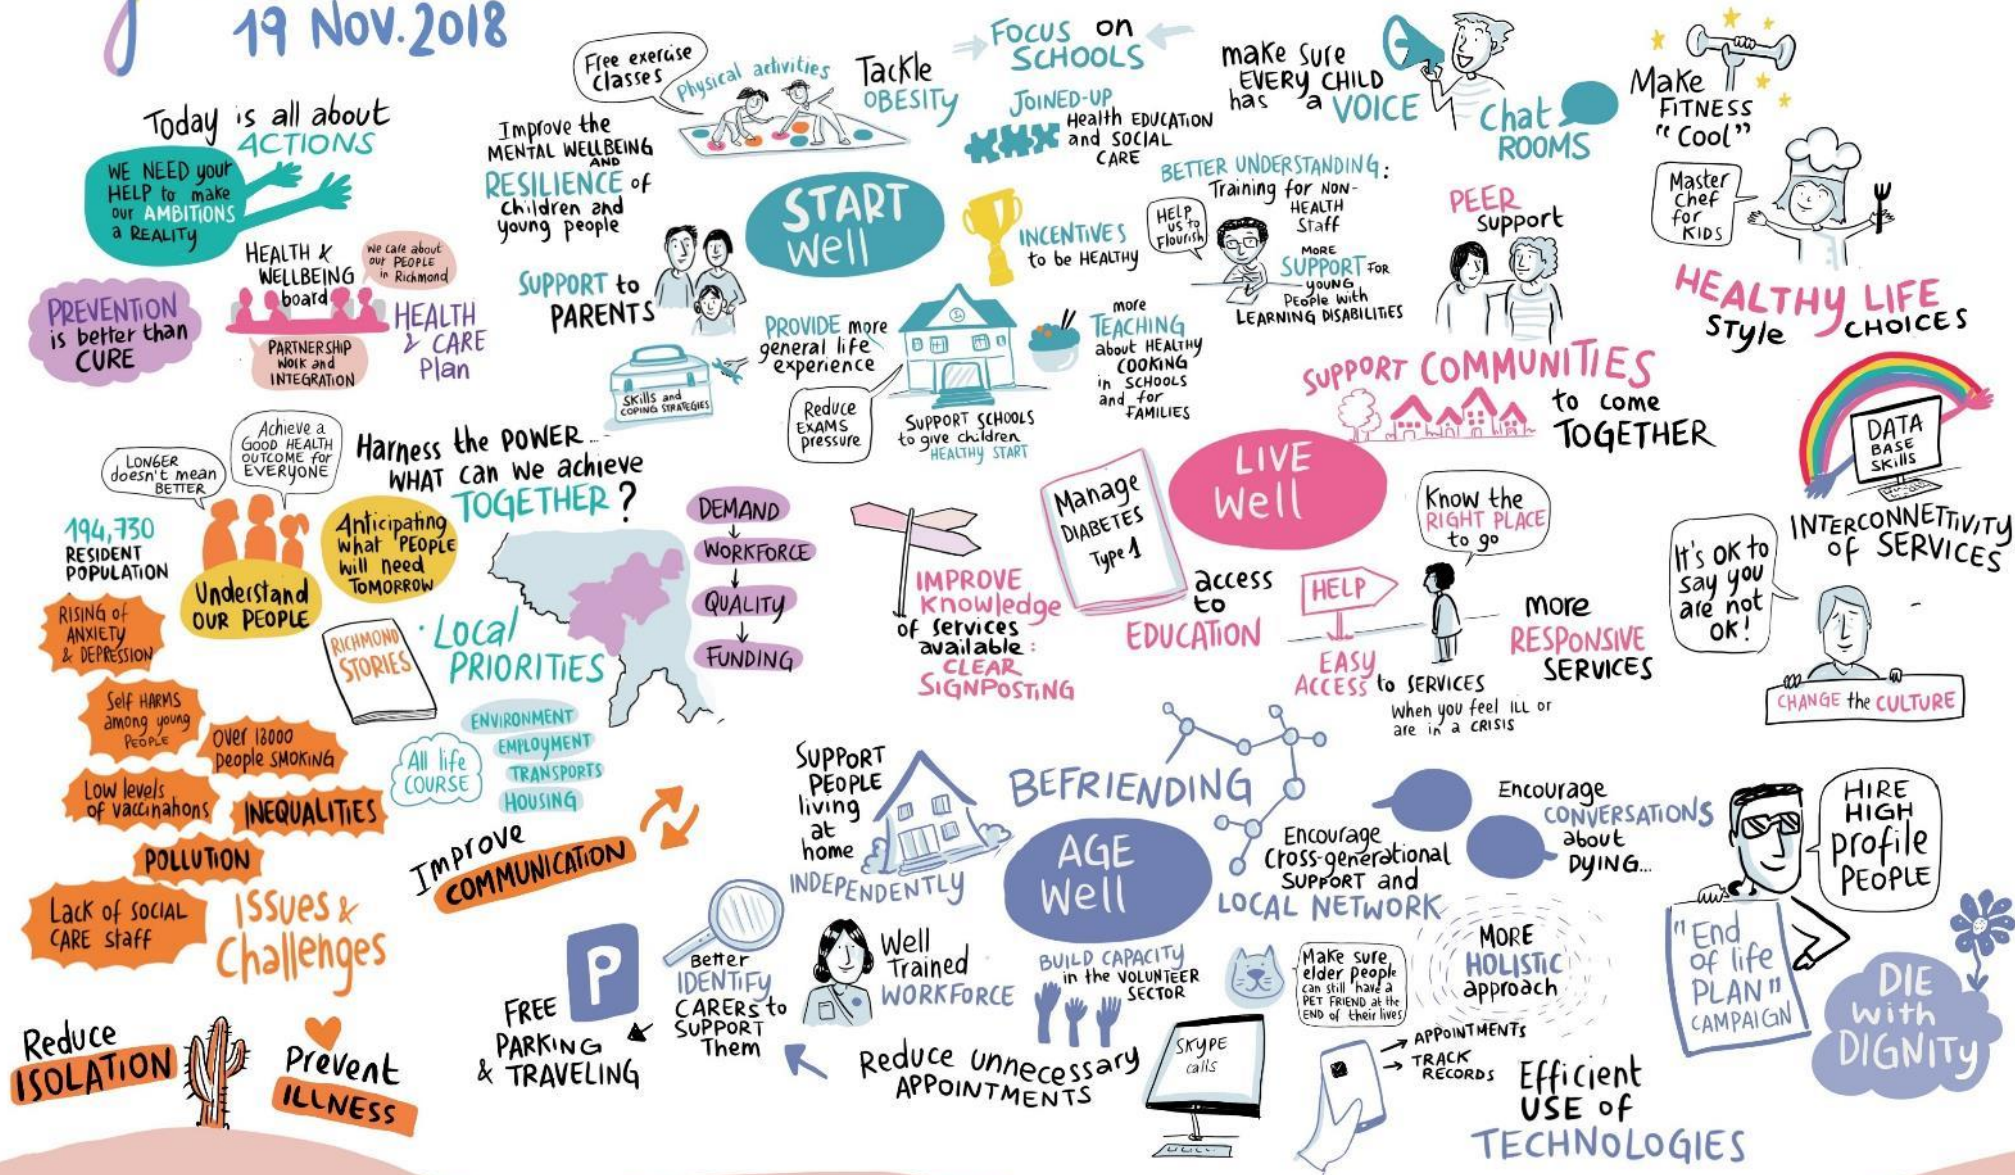 19 NOV. 2018
Today is all about
ACTIONS
WE NEED your
HELP to make
our AMBITIONS
a REALITY
HEALTH &
WELLBEING
board
We care about
our PEOPLE
in Richmond
PREVENTION
is better than
CURE
PARTNERSHIP
WORK and
INTEGRATION
HEALTH
& CARE
Plan
LONGER
doesn't mean
BETTER
Achieve a
GOOD HEALTH
OUTCOME for
EVERYONE
Harness the POWER...
WHAT can we achieve
TOGETHER?
194,730
RESIDENT
POPULATION
Understand
OUR PEOPLE
Anticipating
what PEOPLE
will need
TOMORROW
RICHMOND
STORIES
• Local
PRIORITIES
DEMAND
WORKFORCE
QUALITY
FUNDING
ENVIRONMENT
EMPLOYMENT
TRANSPORTS
HOUSING
All life
COURSE
RISING of
ANXIETY
& DEPRESSION
Self HARMS
among young
PEOPLE
Over 18000
people SMOKING
Low levels
of vaccinations
INEQUALITIES
POLLUTION
Lack of SOCIAL
CARE staff
ISSUES &
Challenges
Improve
COMMUNICATION
Reduce
ISOLATION
Prevent
ILLNESS
Free exercise
classes
Physical activities
Tackle
OBESITY
FOCUS on
SCHOOLS
JOINED-UP
Health EDUCATION
and SOCIAL
CARE
make sure
EVERY CHILD
has a VOICE
Chat
ROOMS
Improve the
MENTAL WELLBEING
AND
RESILIENCE of
Children and
young people
START
Well
INCENTIVES
to be HEALTHY
BETTER UNDERSTANDING:
Training for NON-
HEALTH
Staff
HELP
us to
Flourish
MORE
SUPPORT FOR
YOUNG
People with
LEARNING DISABILITIES
SUPPORT to
PARENTS
Skills and
COPING STRATEGIES
PROVIDE more
general life
experience
Reduce
EXAMS
pressure
SUPPORT SCHOOLS
to give children
HEALTHY START
more
TEACHING
about HEALTHY
COOKING
in SCHOOLS
and for
FAMILIES
Make
FITNESS
"Cool"
Master
Chef
for
KIDS
PEER
Support
HEALTHY LIFE
Style CHOICES
SUPPORT COMMUNITIES
to come
TOGETHER
LIVE
Well
Manage
DIABETES
Type 1
IMPROVE
Knowledge
of services
available:
CLEAR
SIGNPOSTING
access
to
EDUCATION
Know the
RIGHT PLACE
to go
HELP
EASY
ACCESS to SERVICES
When you feel ILL or
are in a CRISIS
more
RESPONSIVE
SERVICES
DATA
BASE
SKills
INTERCONNETTIVITY
OF SERVICES
It's OK to
say you
are not
OK!
CHANGE the CULTURE
SUPPORT
PEOPLE
living
at
home
INDEPENDENTLY
BEFRIENDING
AGE
Well
Encourage
Cross-generational
SUPPORT and
LOCAL NETWORK
Encourage
CONVERSATIONS
about
DYING...
HIRE
HIGH
profile
PEOPLE
"End
of life
PLAN"
CAMPAIGN
DIE
with
DIGNITY
P
FREE
PARKING
& TRAVELING
Better
IDENTIFY
CARERS to
SUPPORT
Them
Well
Trained
WORKFORCE
BUILD CAPACITY
in the VOLUNTEER
SECTOR
Make sure
elder people
can still have a
PET FRIEND at the
END of their lives
MORE
HOLISTIC
approach
Reduce unnecessary
APPOINTMENTS
SKYPE
calls
APPOINTMENTS
TRACK
RECORDS
Efficient
USE OF
TECHNOLOGIES